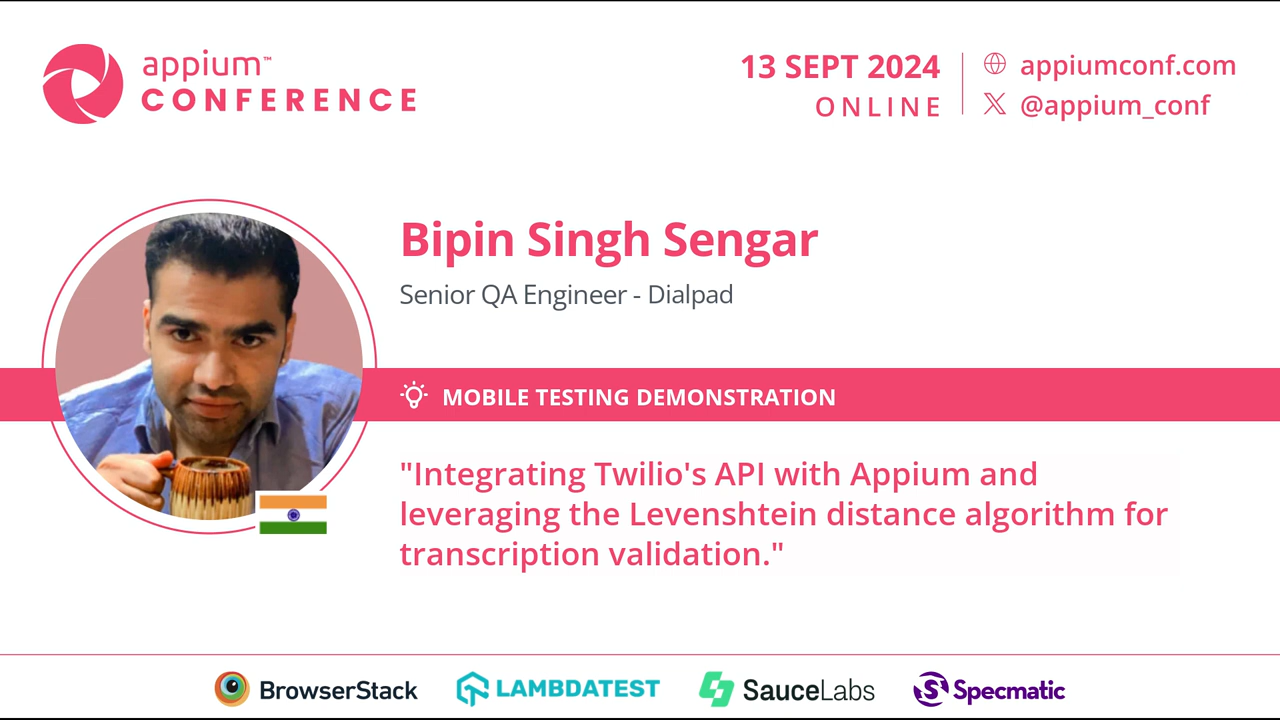 appium™
CONFERENCE
13 SEPT 2024
ONLINE
appiumconf.com
@appium_conf
Bipin Singh Sengar
Senior QA Engineer - Dialpad
MOBILE TESTING DEMONSTRATION
"Integrating Twilio's API with Appium and
leveraging the Levenshtein distance algorithm for
transcription validation."
BrowserStack
LAMBDATEST
SauceLabs
Specmatic